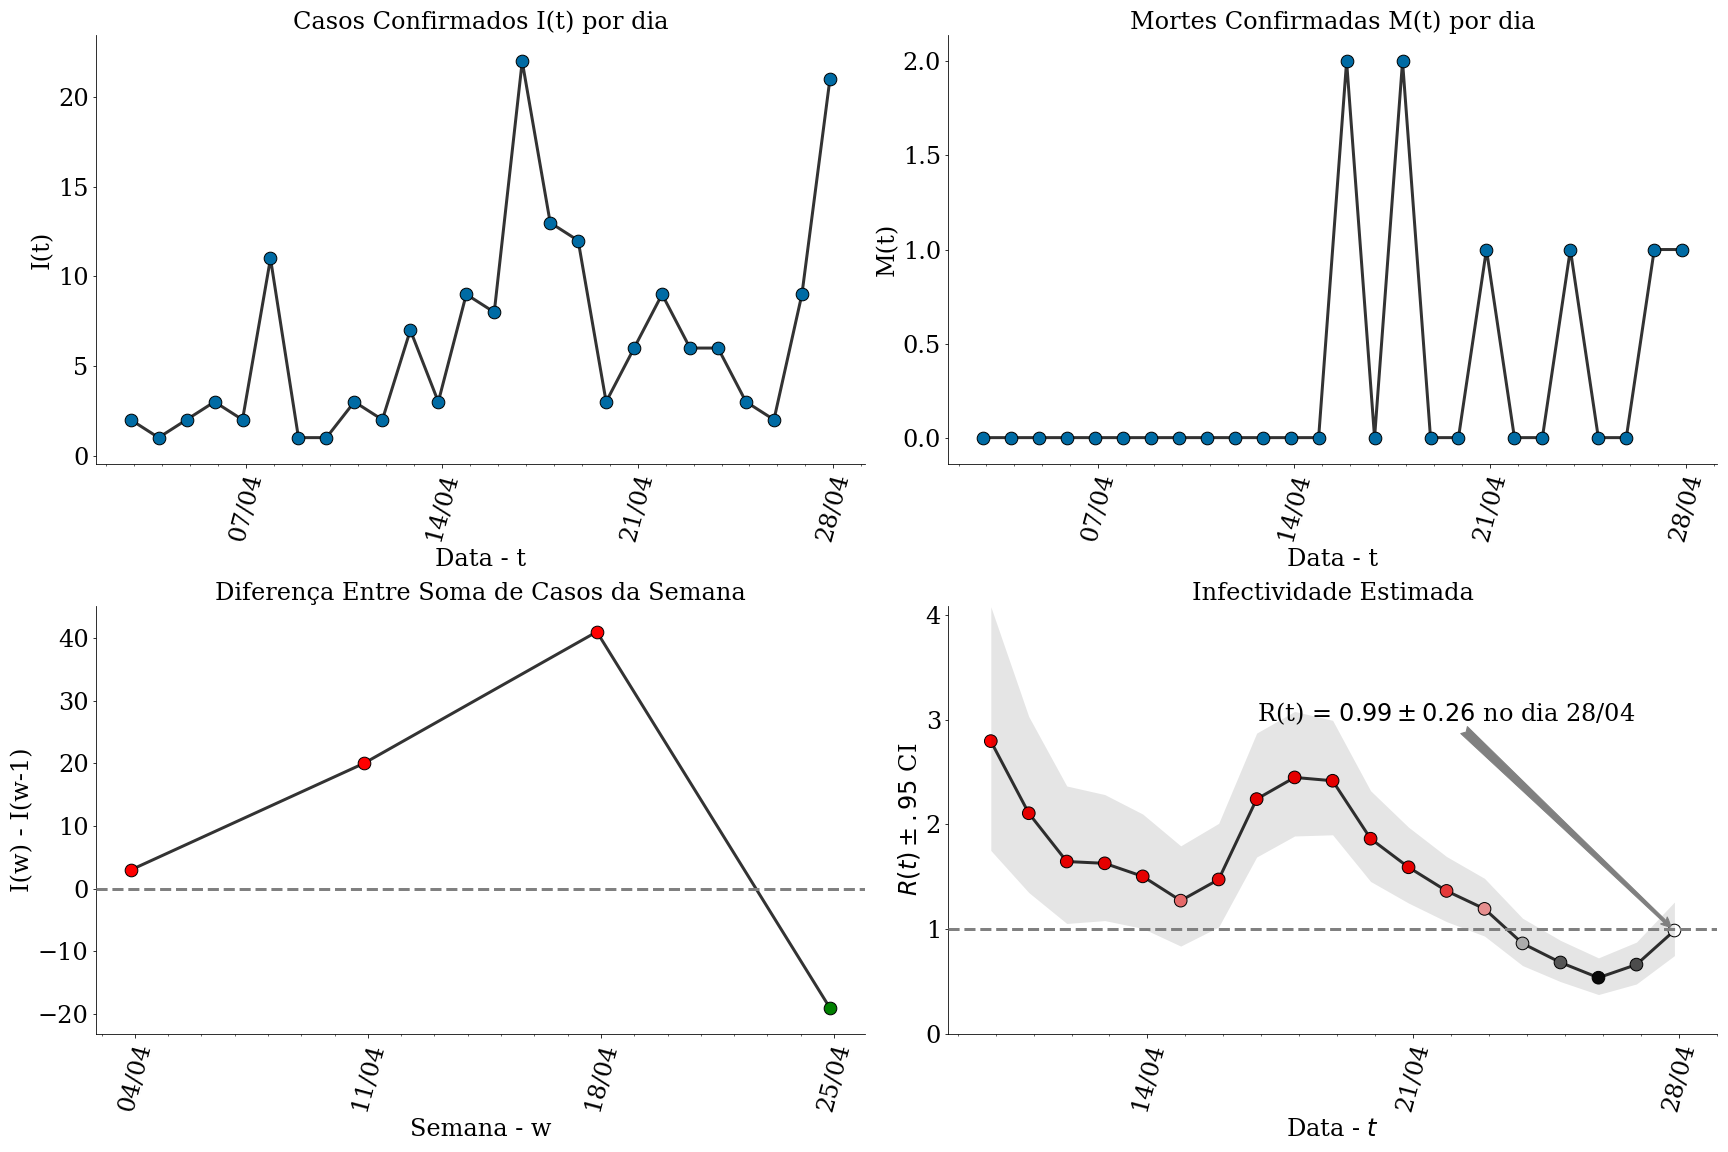 Casos Confirmados I(t) por dia
I(t)
20
15
10
5
0
07/04
14/04
21/04
28/04
Data - t
Mortes Confirmadas M(t) por dia
M(t)
2.0
1.5
1.0
0.5
0.0
07/04
14/04
21/04
28/04
Data - t
Diferença Entre Soma de Casos da Semana
I(w) - I(w-1)
40
30
20
10
0
−10
−20
04/04
11/04
18/04
25/04
Semana - w
Infectividade Estimada
R(t) ± .95 CI
4
3
2
1
0
R(t) = 0.99 ± 0.26 no dia 28/04
14/04
21/04
28/04
Data - t